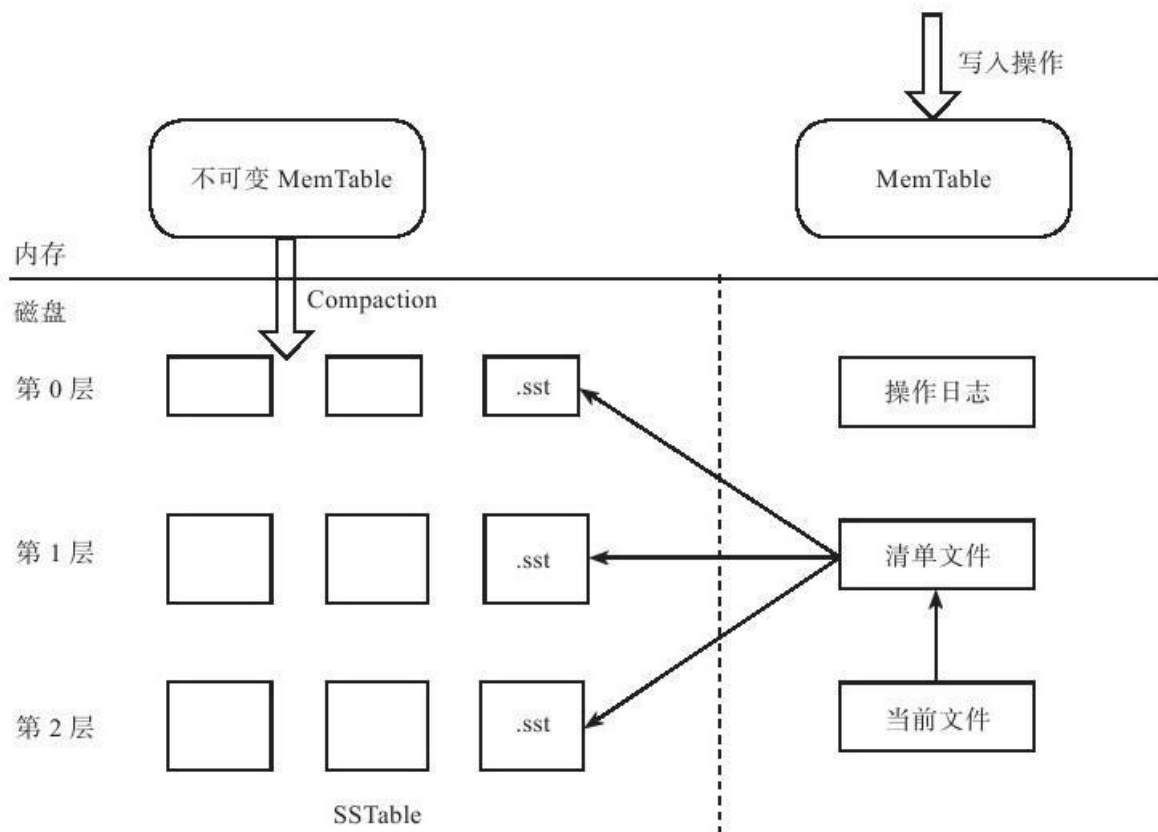 写入操作
不可变 MemTable
MemTable
内存
磁盘
Compaction
第 0 层
.sst
操作日志
第 1 层
.sst
清单文件
第 2 层
.sst
当前文件
SSTable